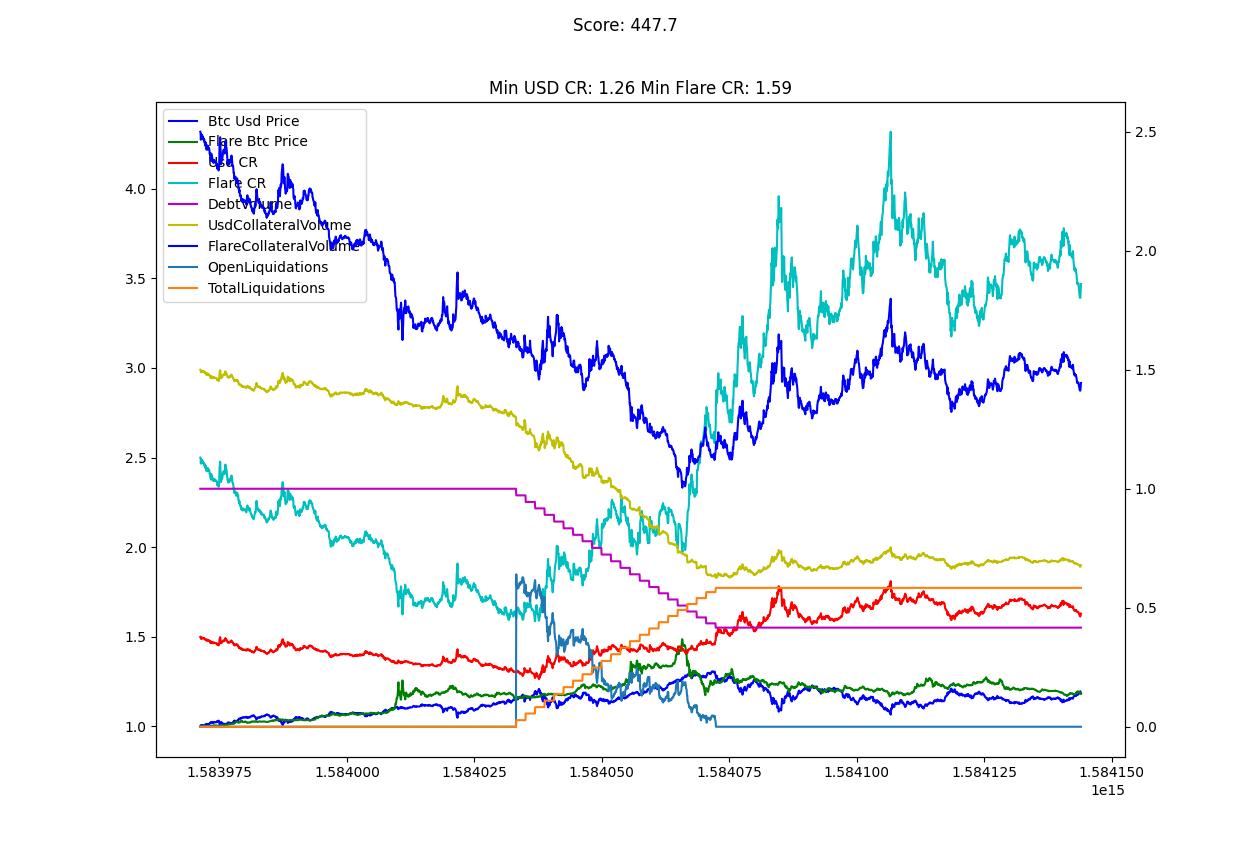 Score: 447.7
Min USD CR: 1.26 Min Flare CR: 1.59
Btc Usd Price
Flare Btc Price
Usd CR
Flare CR
DebtVolume
UsdCollateralVolume
FlareCollateralVolume
OpenLiquidations
TotalLiquidations
4.0
3.5
3.0
2.5
2.0
1.5
1.0
2.5
2.0
1.5
1.0
0.5
0.0
1.583975 1.584000 1.584025 1.584050 1.584075 1.584100 1.584125 1.584150
1e15